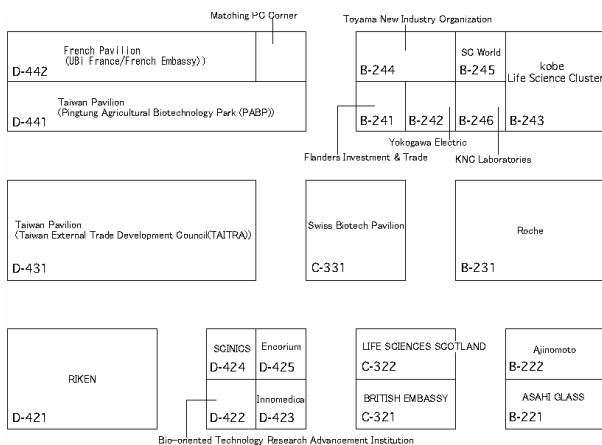 Matching PC Corner
Toyama New Industry Organization
French Pavilion
(UBi France/French Embassy))
D-442
B-244
SC World
B-245
kobe
Life Science Cluster
Taiwan Pavilion
(Pingtung Agricultural Biotechnology Park (PABP))
D-441
B-241
B-242
B-246
B-243
Yokogawa Electric
Flanders Investment & Trade
KNC Laboratories
Taiwan Pavilion
(Taiwan External Trade Development Council(TAITRA))
D-431
Swiss Biotech Pavilion
C-331
Roche
B-231
RIKEN
D-421
SCINICS
D-424
Encorium
D-425
D-422
Innomedica
D-423
LIFE SCIENCES SCOTLAND
C-322
BRITISH EMBASSY
C-321
Ajinomoto
B-222
ASAHI GLASS
B-221
Bio-oriented Technology Research Advancement Institution